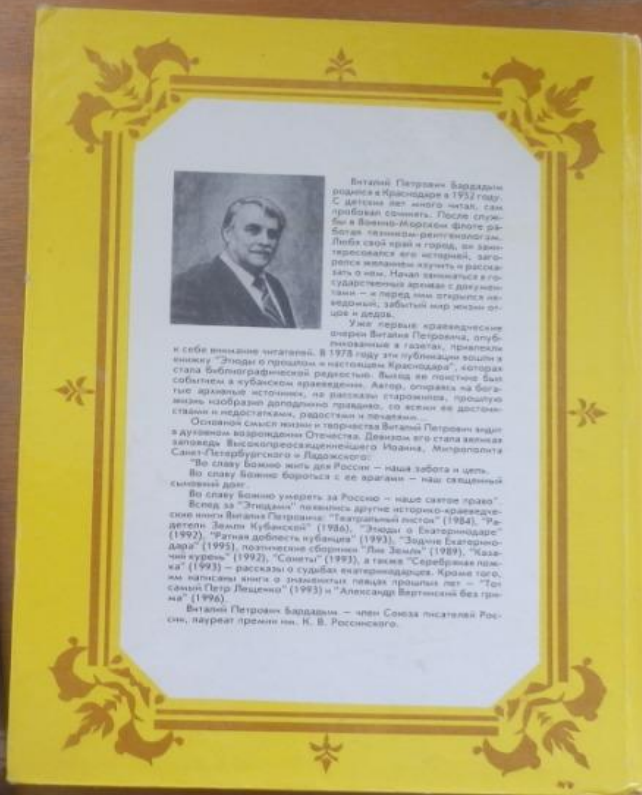 Виталий Петрович Бардадым
родился в Краснодаре в 1932 году.
С детских лет много читал, сам
пробовал сочинять. После служ-
бы в Военно-Морском флоте ра-
ботал техником-рентгенологом.
Любя свой край и город, он заин-
тересовался его историей, заго-
релся желанием изучить и расска-
зать о нем. Начал заниматься в го-
сударственных архивах с докумен-
тами — и перед ним открылся не-
ведомый, забытый мир жизни от-
цов и дедов.
Уже первые краеведческие
очерки Виталия Петровича, опуб-
ликованные в газетах, привлекли
к себе внимание читателей. В 1978 году эти публикации вошли в
книжку "Этюды о прошлом и настоящем Краснодара", которая
стала библиографической редкостью. Выход ее поистине был
событием в кубанском краеведении. Автор, опираясь на бога-
тые архивные источники, на рассказы старожилов, прошлую
жизнь изобразил доподлинно правдиво, со всеми ее достоин-
ствами и недостатками, радостями и печалями...
Основной смысл жизни и творчества Виталий Петрович видит
в духовном возрождении Отечества. Девизом его стала великая
заповедь Высокопреосвященнейшего Иоанна, Митрополита
Санкт-Петербургского и Ладожского:
"Во славу Божию жить для России — наша забота и цель.
Во славу Божию бороться с ее врагами — наш священный
сыновний долг.
Во славу Божию умереть за Россию — наше святое право".
Вслед за "Этюдами" появились другие историко-краеведче-
ские книги Виталия Петровича: "Театральный листок" (1984), "Ра-
детели Земли Кубанской" (1986), "Этюды о Екатеринодаре"
(1992), "Ратная доблесть кубанцев" (1993), "Зодчие Екатерино-
дара" (1995), поэтические сборники "Лик Земли" (1989), "Каза-
чий курень" (1992), "Сонеты" (1993), а также "Серебряная лож-
ка" (1993) — рассказы о судьбах екатеринодарцев. Кроме того,
им написаны книги о знаменитых певцах прошлых лет — "Тот
самый Петр Лещенко" (1993) и "Александр Вертинский без гри-
ма" (1996).
Виталий Петрович Бардадым — член Союза писателей Рос-
сии, лауреат премии им. К. В. Россинского.